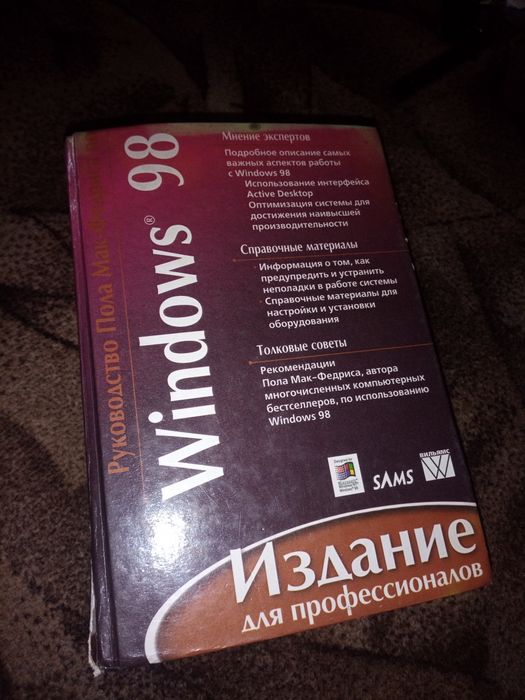 Руководство Пола Мак-Федриса
Windows® 98
Мнение экспертов
Подробное описание самых
важных аспектов работы
с Windows 98
Использование интерфейса
Active Desktop
Оптимизация системы для
достижения наивысшей
производительности
Справочные материалы
Информация о том, как
предупредить и устранить
неполадки в работе системы
Справочные материалы для
настройки и установки
оборудования
Толковые советы
Рекомендации
Пола Мак-Федриса, автора
многочисленных компьютерных
бестселлеров, по использованию
Windows 98
SAMS
ВИЛЬЯМС
W
Издание
для профессионалов